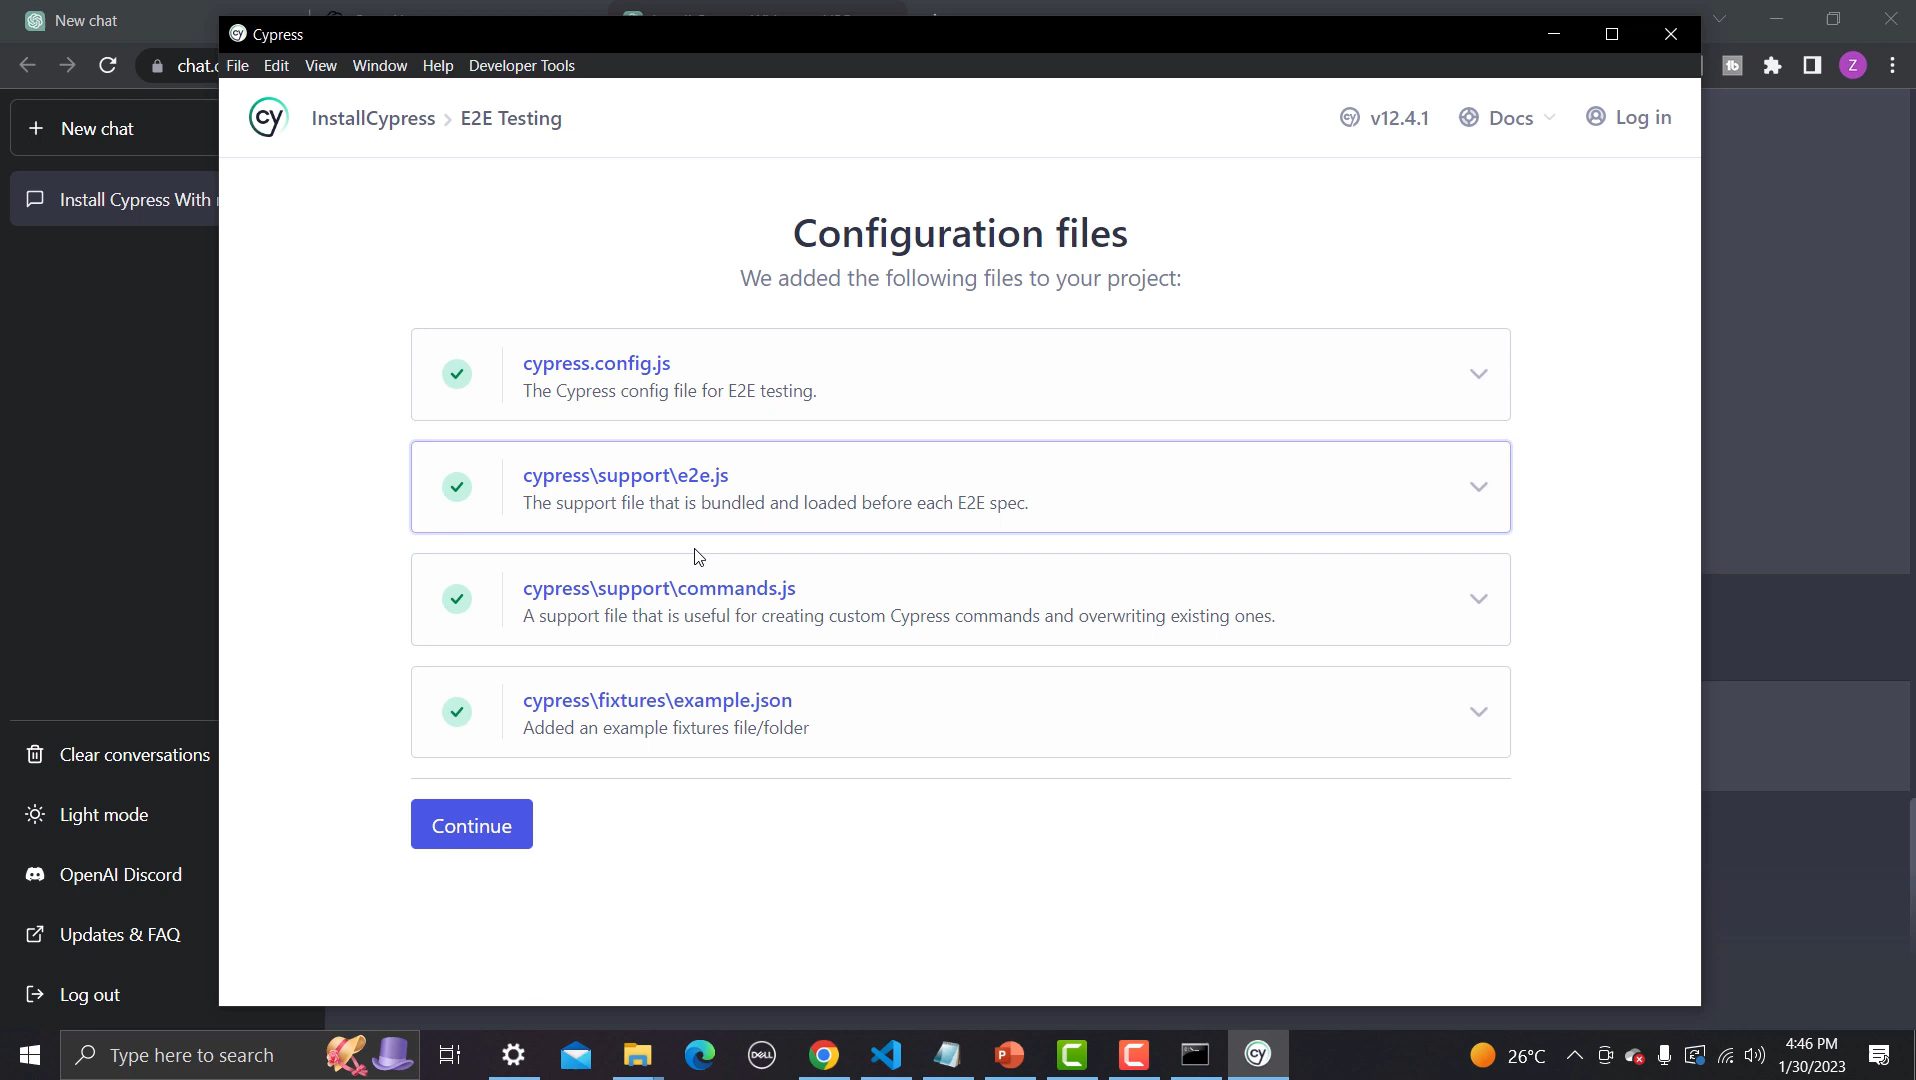 New chat
Cypress
chat.
File Edit View Window Help Developer Tools
New chat
InstallCypress > E2E Testing
v12.4.1
Docs
Log in
Install Cypress With
Configuration files
We added the following files to your project:
cypress.config.js
The Cypress config file for E2E testing.
cypress\support\e2e.js
The support file that is bundled and loaded before each E2E spec.
cypress\support\commands.js
A support file that is useful for creating custom Cypress commands and overwriting existing ones.
cypress\fixtures\example.json
Added an example fixtures file/folder
Continue
Clear conversations
Light mode
OpenAI Discord
Updates & FAQ
Log out
Type here to search
26°C
4:46 PM
1/30/2023